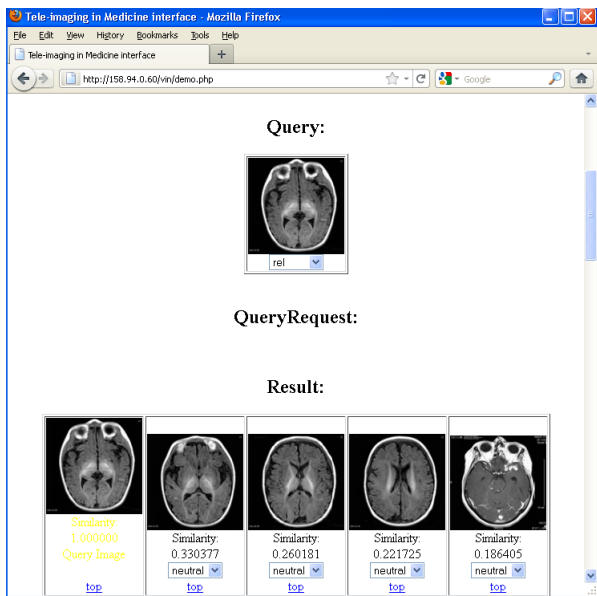 Tele-imaging in Medicine interface - Mozilla Firefox
File Edit View History Bookmarks Tools Help
Tele-imaging in Medicine interface
http://158.94.0.60/vin/demo.php
Google
Query:
rel
QueryRequest:
Result:
Similarity:
1.000000
Query Image
top
Similarity:
0.330377
neutral
top
Similarity:
0.260181
neutral
top
Similarity:
0.221725
neutral
top
Similarity:
0.186405
neutral
top